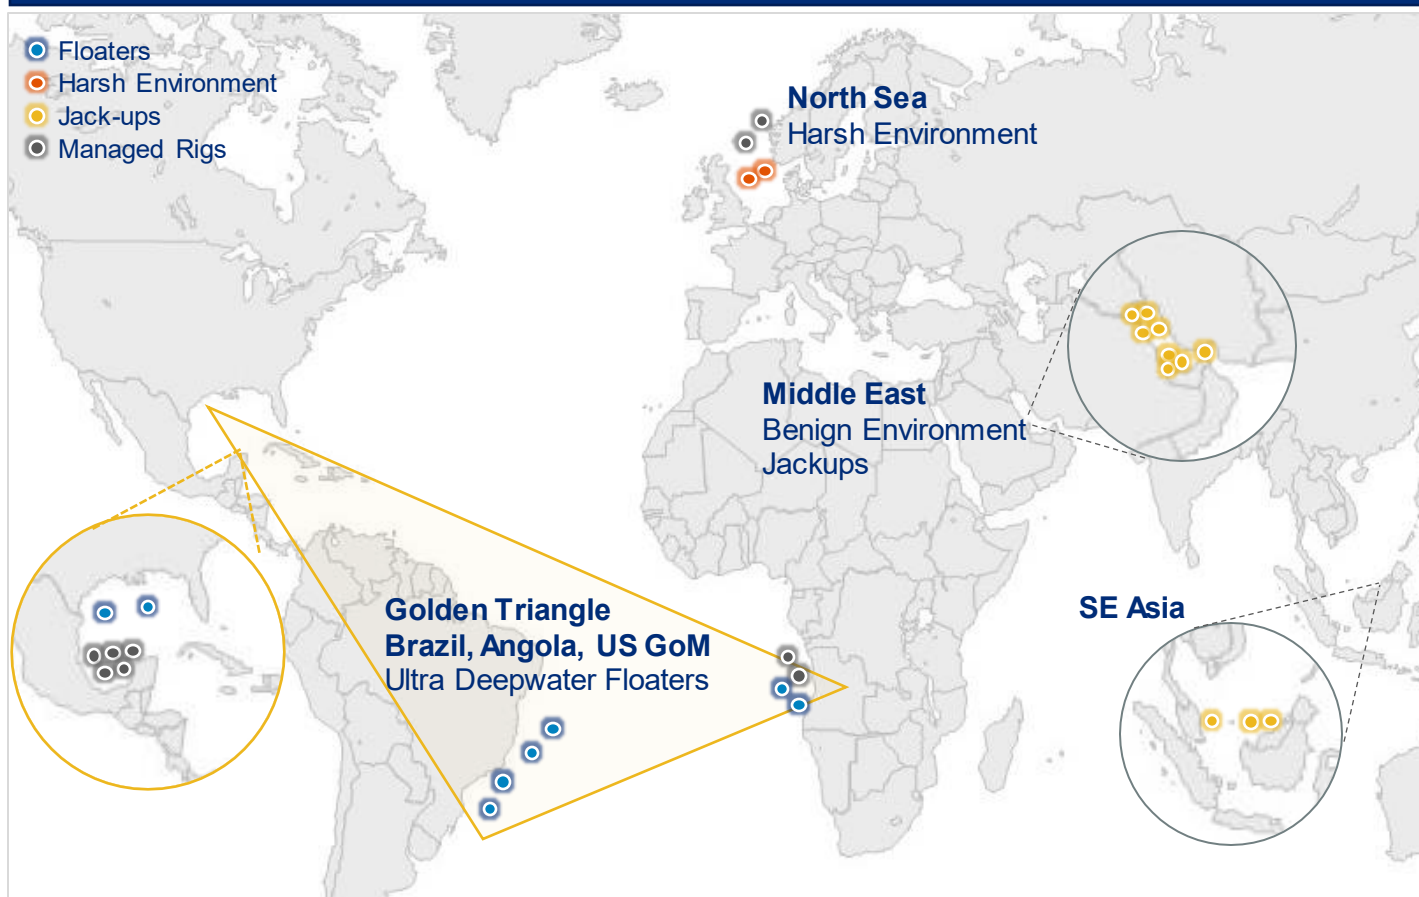 Floaters
Harsh Environment
Jack-ups
Managed Rigs
North Sea
Harsh Environment
Middle East
Benign Environment
Jackups
Golden Triangle
Brazil, Angola, US GoM
Ultra Deepwater Floaters
SE Asia